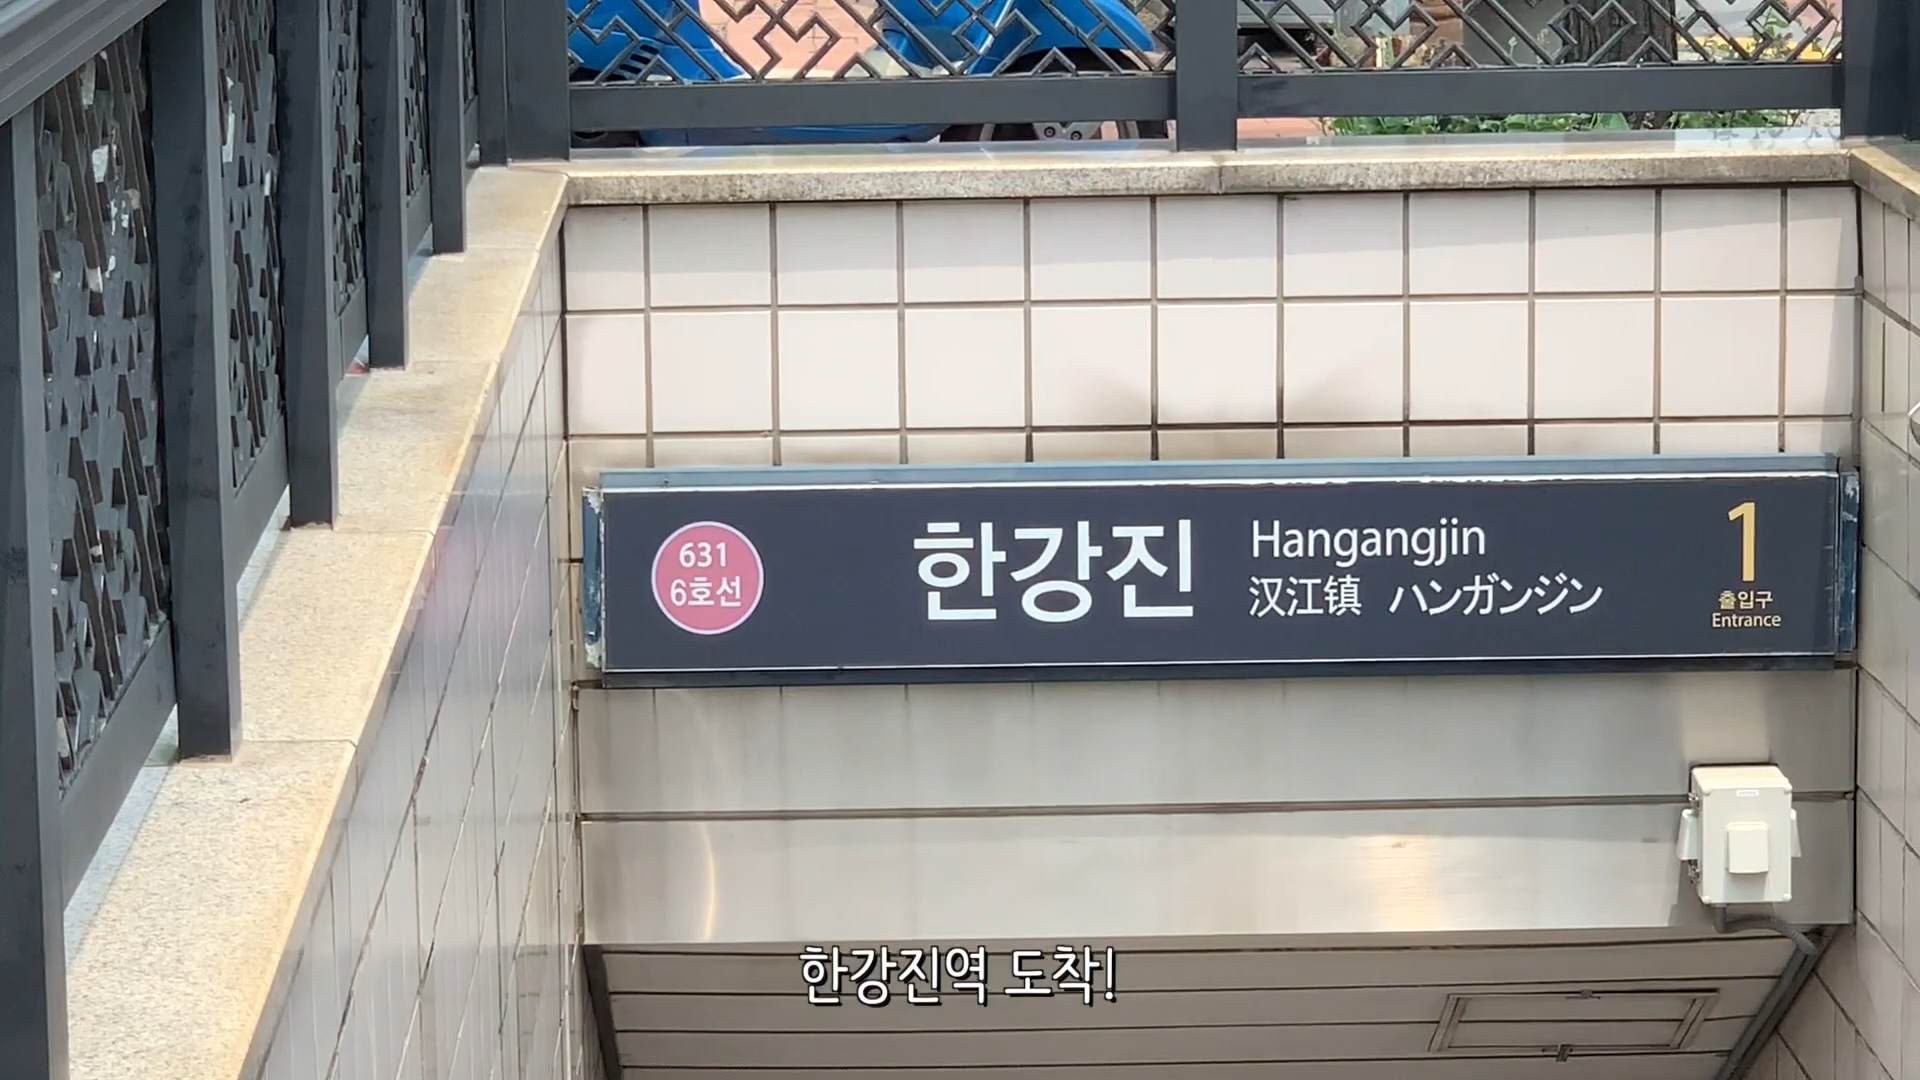 631
6호선
한강진
Hangangjin
汉江镇 ハンガンジン
1
출입구
Entrance
한강진역 도착!